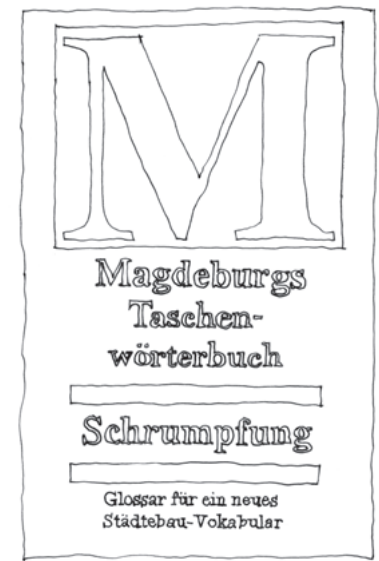 M
Magdeburgs
Taschen-
wörterbuch
Schrumpfung
Glossar für ein neues
Städtebau-Vokabular